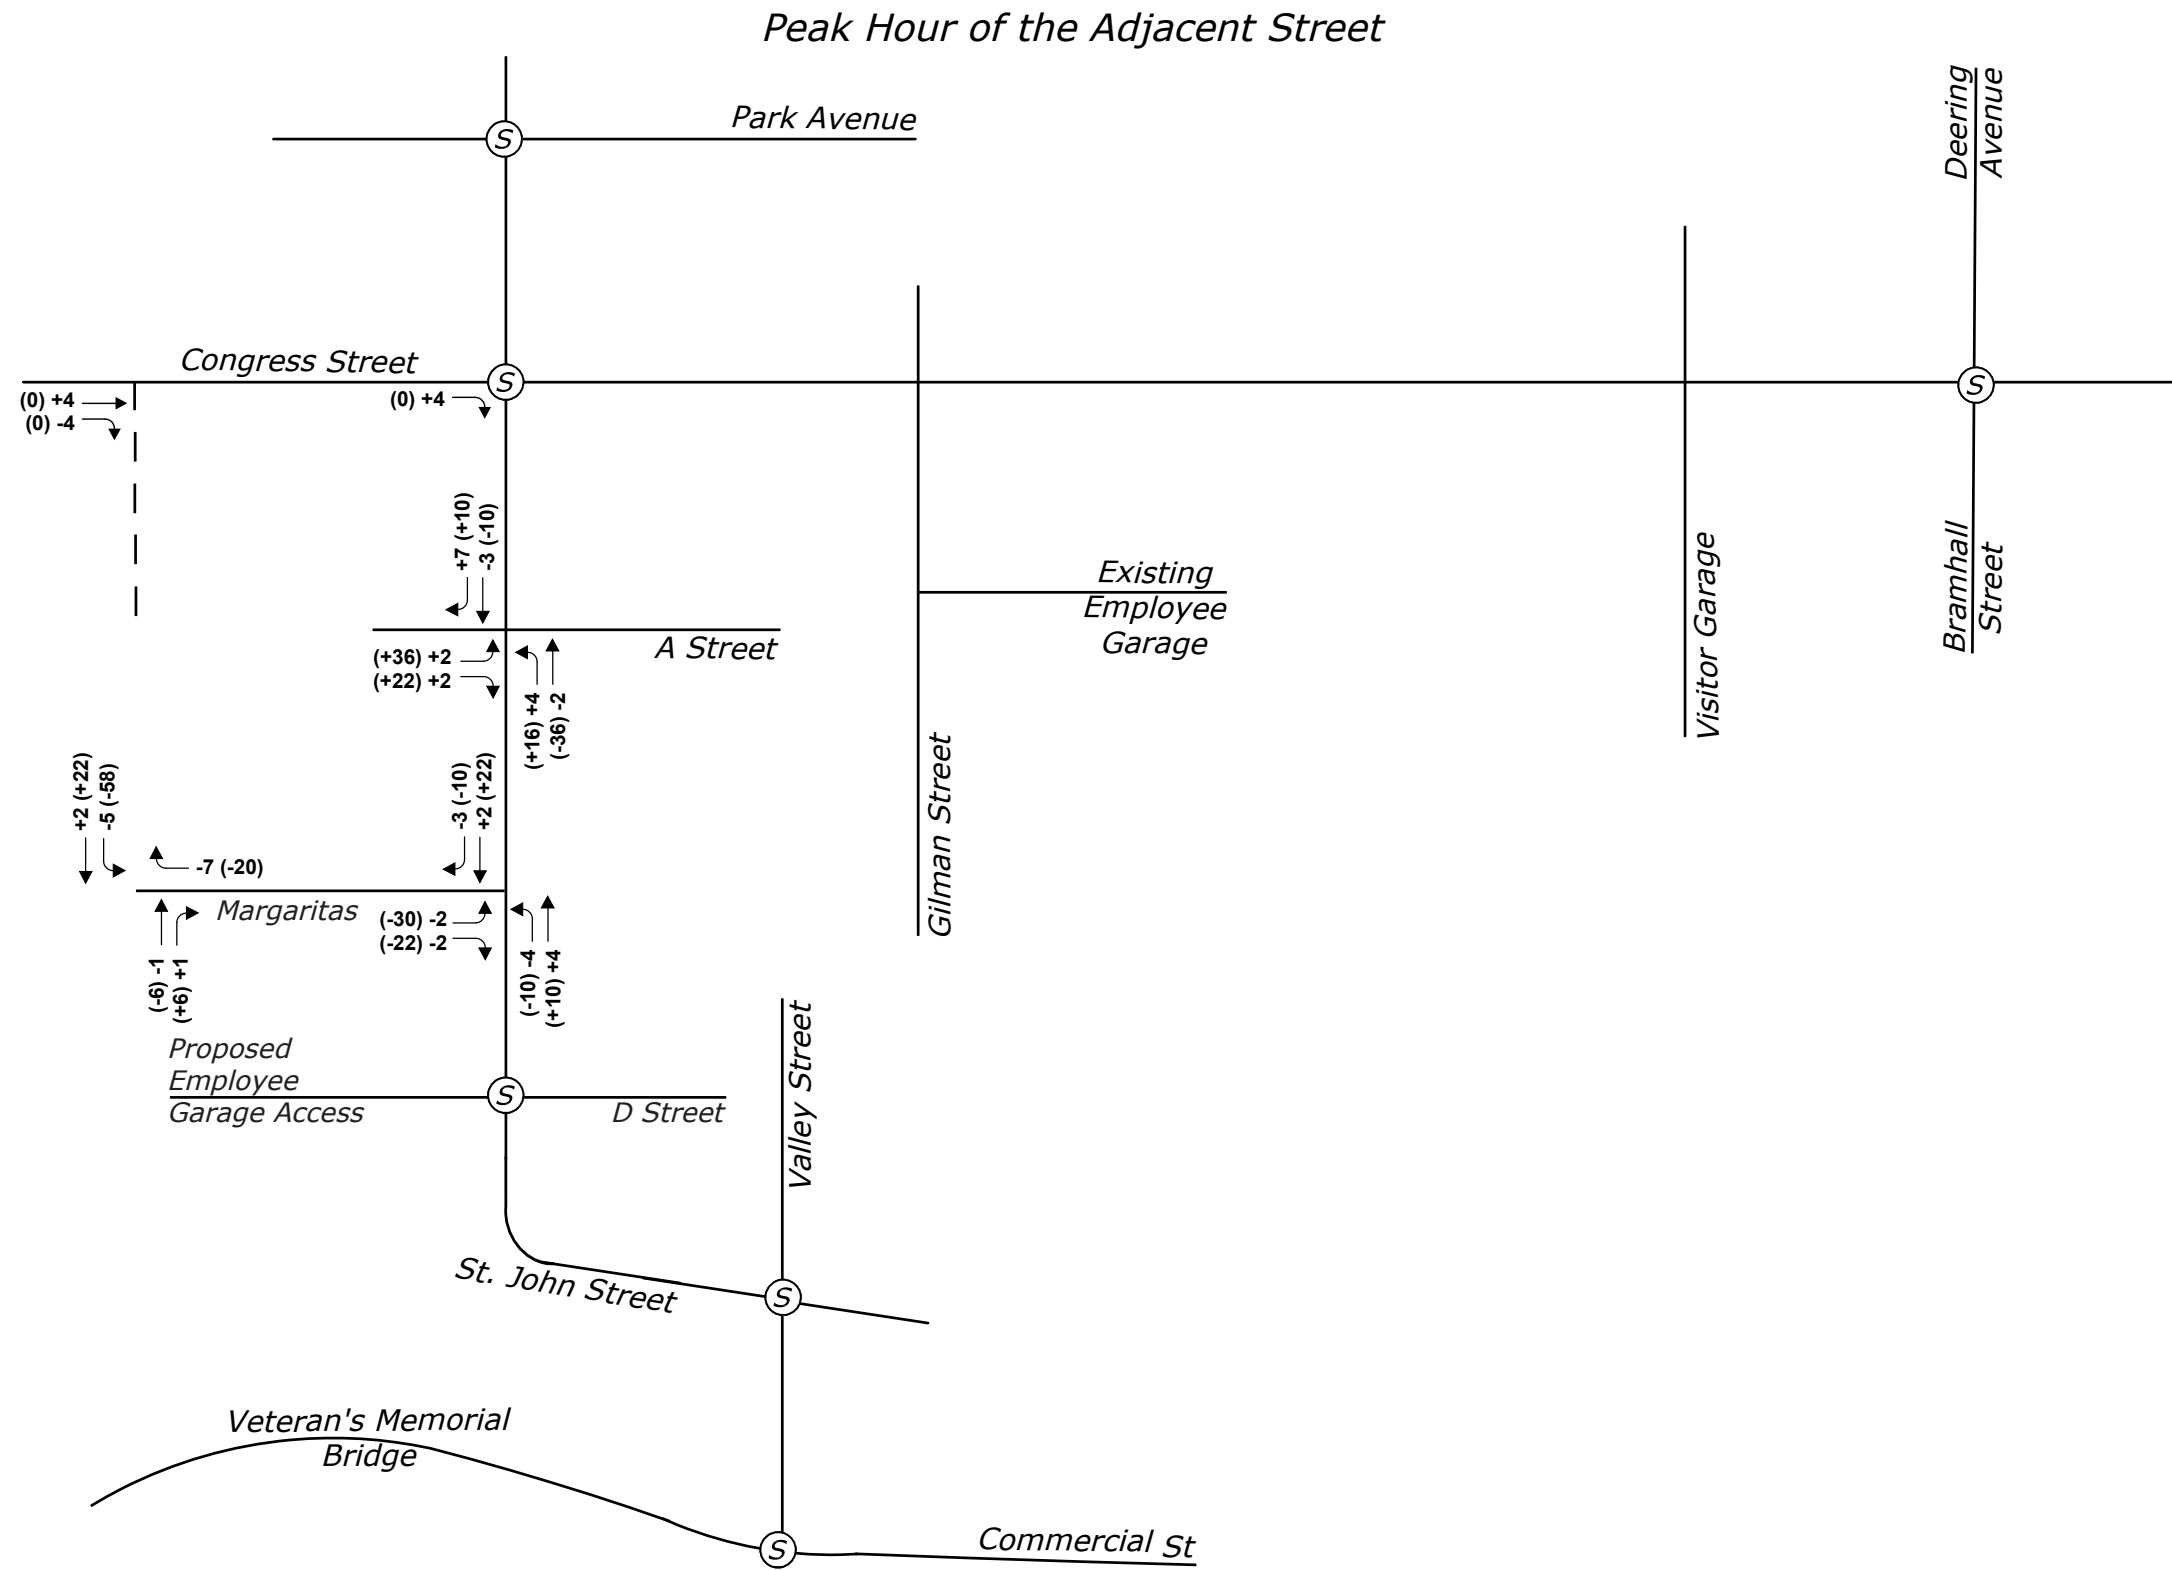 Peak Hour of the Adjacent Street
Deering
Avenue
Park Avenue
S
Congress Street
S
S
(0) +4
(0) -4
(0) +4
+7 (+10)
-3 (-10)
Existing
Employee
Garage
Visitor Garage
Bramhall
Street
A Street
(+36) +2
(+22) +2
(+16) +4
(-36) -2
Gilman Street
+2 (+22)
-5 (-58)
-3 (-10)
+2 (+22)
-7 (-20)
Margaritas
(-30) -2
(-22) -2
(-6) -1
(+6) +1
(-10) -4
(+10) +4
Proposed
Employee
Garage Access
S
D Street
Valley Street
St. John Street
S
Veteran's Memorial
Bridge
S
Commercial St